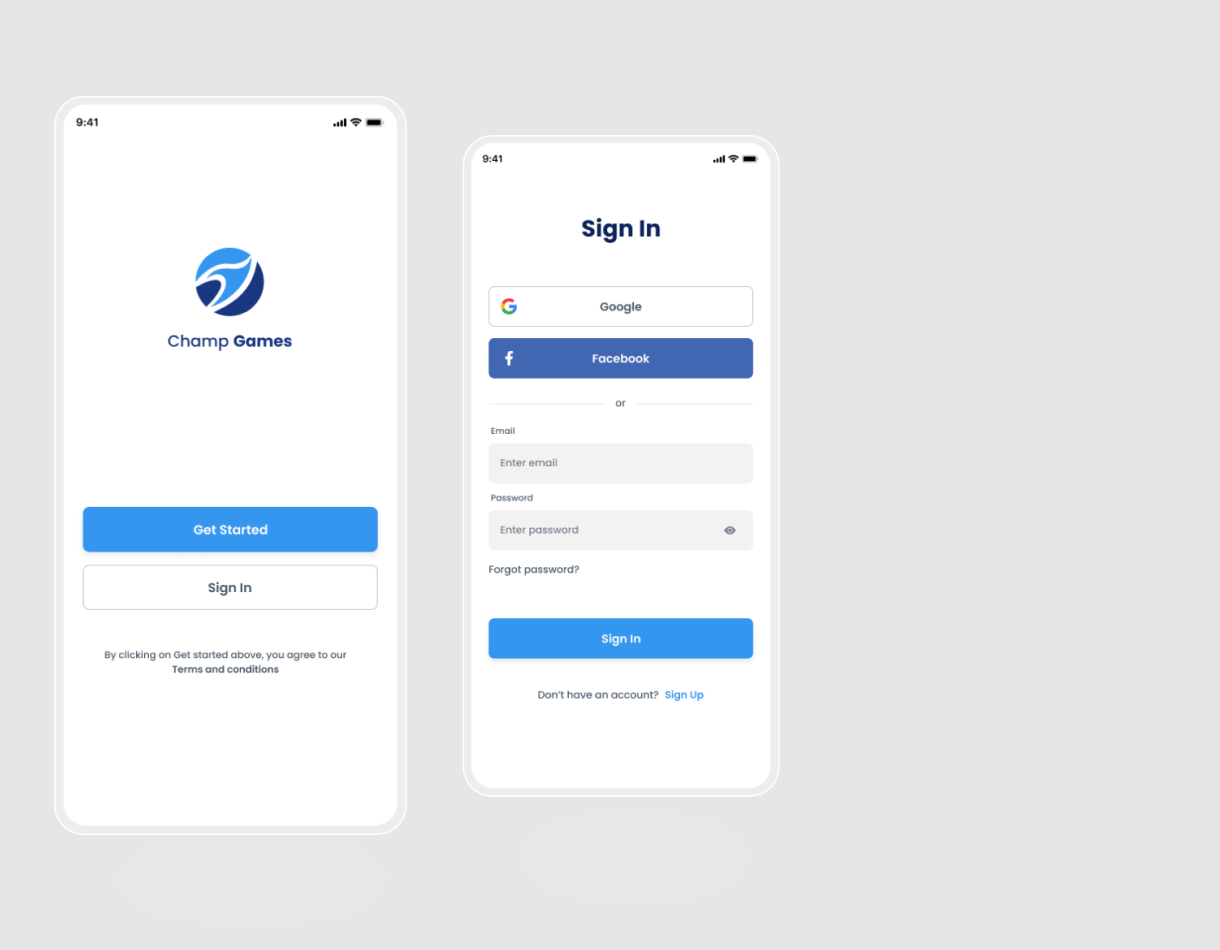 9:41
Champ Games
Get Started
Sign In
By clicking on Get started above, you agree to our
Terms and conditions
9:41
Sign In
Google
Facebook
or
Email
Enter email
Password
Enter password
Forgot password?
Sign In
Don't have an account? Sign Up